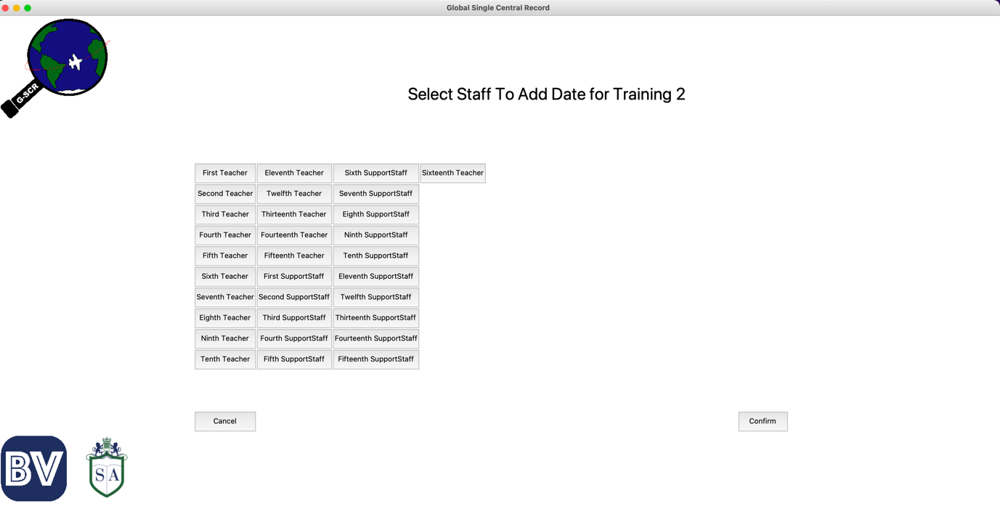 Global Single Central Record
G-SCR
Select Staff To Add Date for Training 2
First Teacher Eleventh Teacher Sixth SupportStaff Sixteenth Teacher
Second Teacher Twelfth Teacher Seventh SupportStaff
Third Teacher Thirteenth Teacher Eighth SupportStaff
Fourth Teacher Fourteenth Teacher Ninth SupportStaff
Fifth Teacher Fifteenth Teacher Tenth SupportStaff
Sixth Teacher First SupportStaff Eleventh SupportStaff
Seventh Teacher Second SupportStaff Twelfth SupportStaff
Eighth Teacher Third SupportStaff Thirteenth SupportStaff
Ninth Teacher Fourth SupportStaff Fourteenth SupportStaff
Tenth Teacher Fifth SupportStaff Fifteenth SupportStaff
Cancel Confirm
BV SA